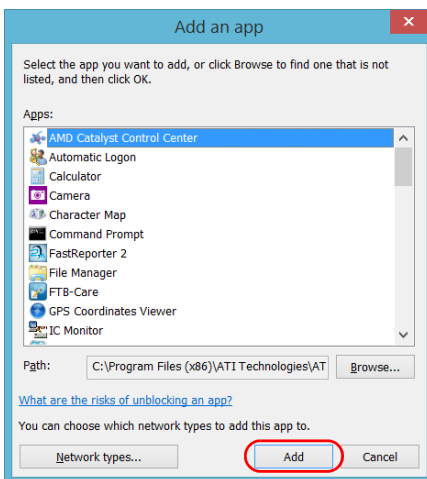 Add an app
Select the app you want to add, or click Browse to find one that is not
listed, and then click OK.
Apps:
AMD Catalyst Control Center
Automatic Logon
Calculator
Camera
Character Map
Command Prompt
FastReporter 2
File Manager
FTB-Care
GPS Coordinates Viewer
IC Monitor
Path: C:\Program Files (x86)\ATI Technologies\AT Browse...
What are the risks of unblocking an app?
You can choose which network types to add this app to.
Network types... Add Cancel